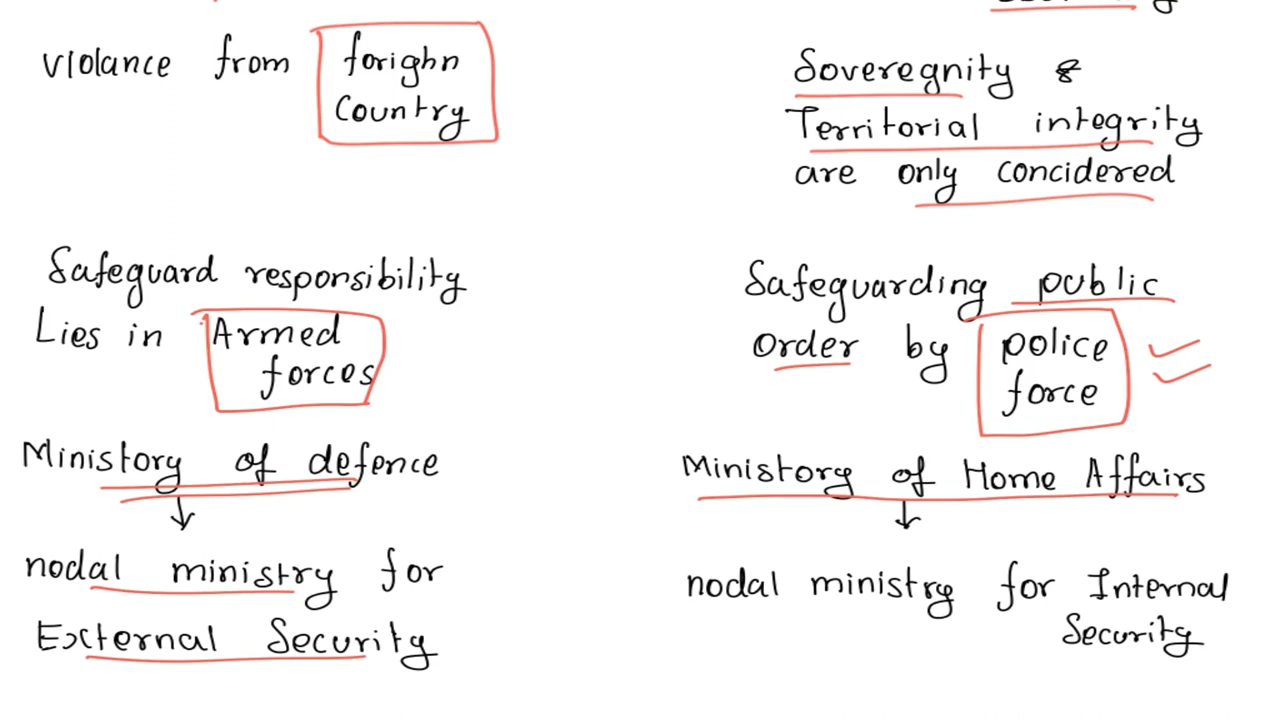 violance from forighn
Country
Safeguard responsibility
Lies in Armed
forces
Ministory of defence
↓
nodal ministry for
External Security
Soveregnity &
Territorial integrity
are only concidered
Safeguarding public
Order by police
force
Ministory of Home Affairs
↓
nodal ministry for Internal
Security